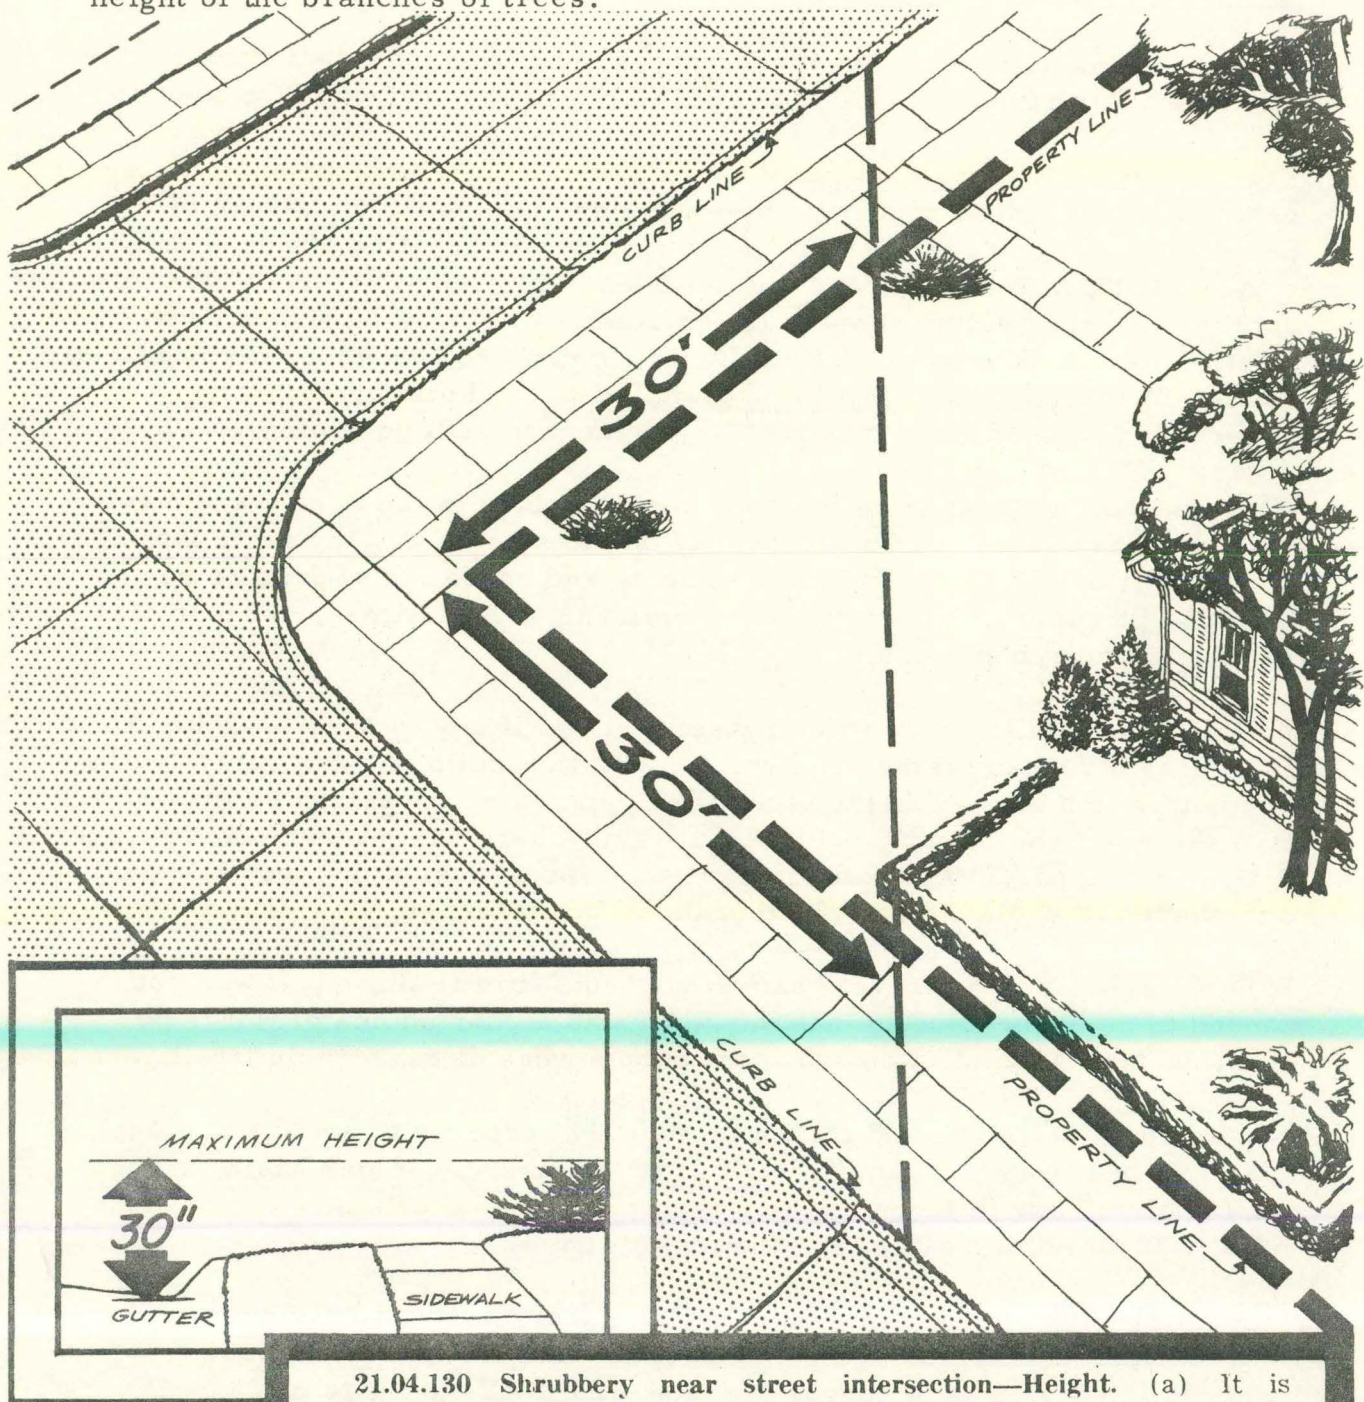 height of the branches of trees.
PROPERTY LINE
CURB LINE
30'
30'
CURB LINE
PROPERTY LINE
MAXIMUM HEIGHT
30"
GUTTER
SIDEWALK
21.04.130 Shrubbery near street intersection—Height. (a) It is